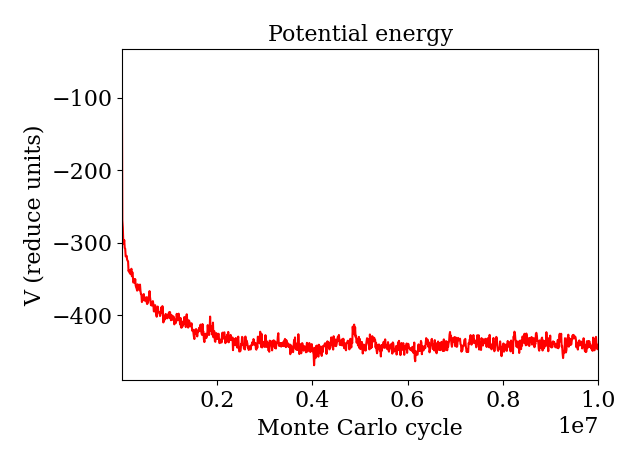 Potential energy
V (reduce units)
−100
−200
−300
−400
0.2 0.4 0.6 0.8 1.0
1e7
Monte Carlo cycle